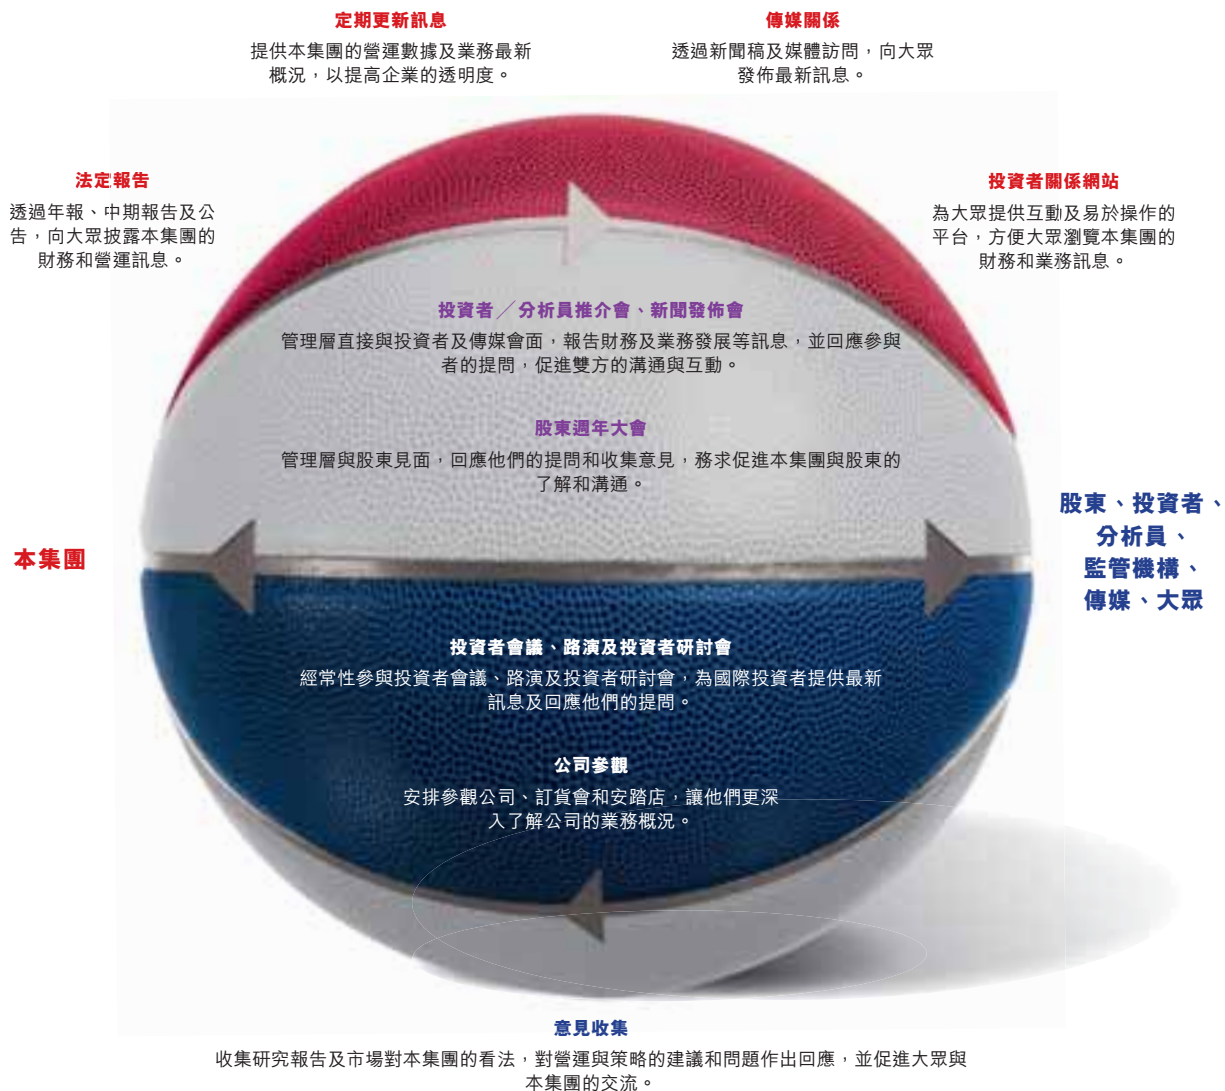 定期更新訊息
提供本集團的營運數據及業務最新
概況，以提高企業的透明度。
傳媒關係
透過新聞稿及媒體訪問，向大眾
發佈最新訊息。
法定報告
透過年報、中期報告及公
告，向大眾披露本集團的
財務和營運訊息。
投資者關係網站
為大眾提供互動及易於操作的
平台，方便大眾瀏覽本集團的
財務和業務訊息。
投資者／分析員推介會、新聞發佈會
管理層直接與投資者及傳媒會面，報告財務及業務發展等訊息，並回應參與
者的提問，促進雙方的溝通與互動。
股東週年大會
管理層與股東見面，回應他們的提問和收集意見，務求促進本集團與股東的
了解和溝通。
本集團
股東、投資者、
分析員、
監管機構、
傳媒、大眾
投資者會議、路演及投資者研討會
經常性參與投資者會議、路演及投資者研討會，為國際投資者提供最新
訊息及回應他們的提問。
公司參觀
安排參觀公司、訂貨會和安踏店，讓他們更深
入了解公司的業務概況。
意見收集
收集研究報告及市場對本集團的看法，對營運與策略的建議和問題作出回應，並促進大眾與
本集團的交流。